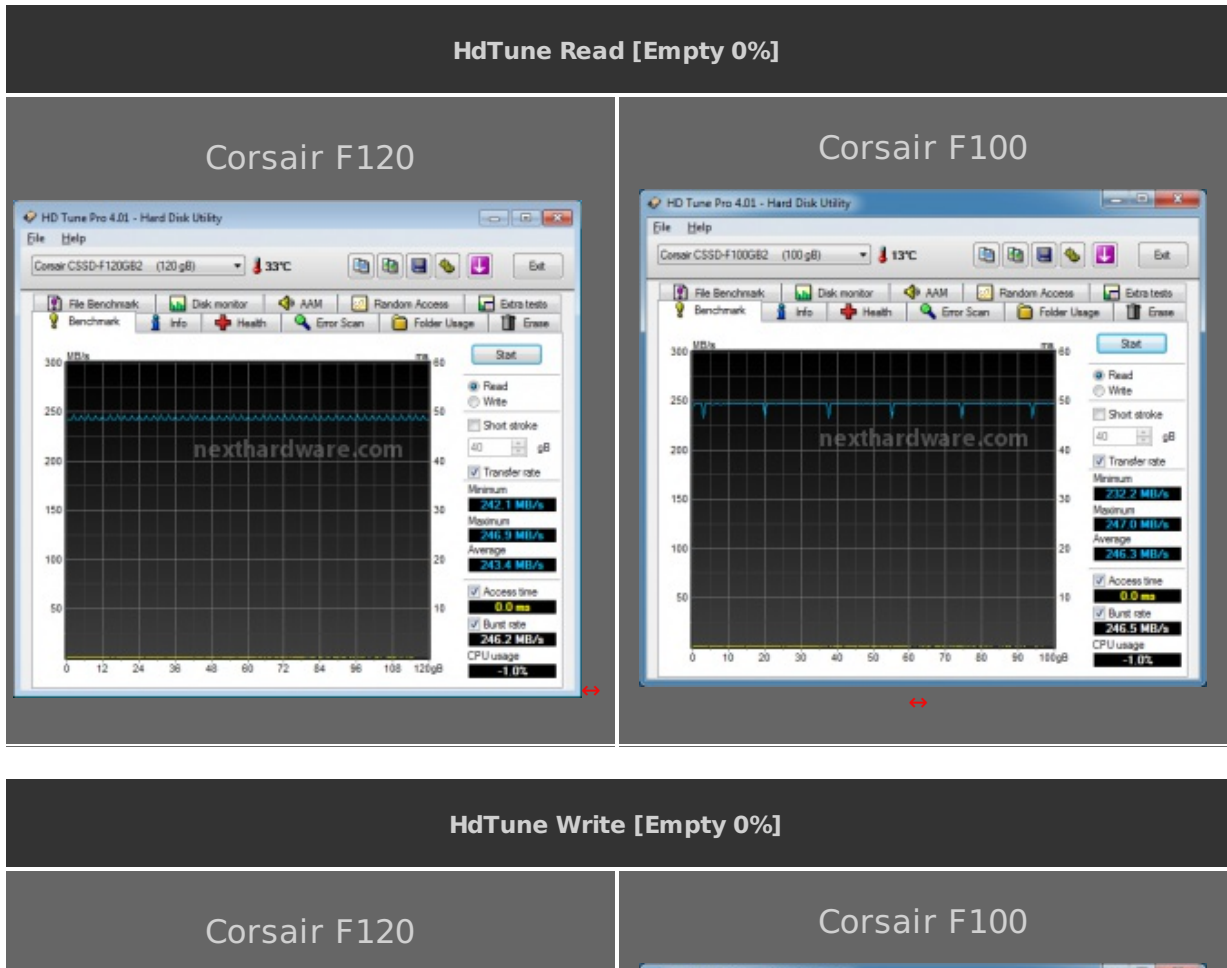 HdTune Read [Empty 0%]
Corsair F120
HD Tune Pro 4.01 - Hard Disk Utility
File Help
Corsair CSSD-F120GB2 (120 gB) 33°C Exit
File Benchmark Disk monitor AAM Random Access Extra tests
Benchmark Info Health Error Scan Folder Usage Erase
MB/s ms
Start
300 60
Read
Write
250 50
Short stroke
40 gB
nexthardware.com
200 40
Transfer rate
Minimum
242.1 MB/s
150 30
Maximum
246.9 MB/s
Average
243.4 MB/s
100 20
Access time
0.0 ms
50 10
Burst rate
246.2 MB/s
CPU usage
-1.0%
0 12 24 36 48 60 72 84 96 108 120gB
Corsair F100
HD Tune Pro 4.01 - Hard Disk Utility
File Help
Corsair CSSD-F100GB2 (100 gB) 13°C Exit
File Benchmark Disk monitor AAM Random Access Extra tests
Benchmark Info Health Error Scan Folder Usage Erase
MB/s ms
Start
300 60
Read
Write
250 50
Short stroke
40 gB
nexthardware.com
200 40
Transfer rate
Minimum
232.2 MB/s
150 30
Maximum
247.0 MB/s
Average
246.3 MB/s
100 20
Access time
0.0 ms
50 10
Burst rate
246.5 MB/s
CPU usage
-1.0%
0 10 20 30 40 50 60 70 80 90 100gB
HdTune Write [Empty 0%]
Corsair F120
Corsair F100